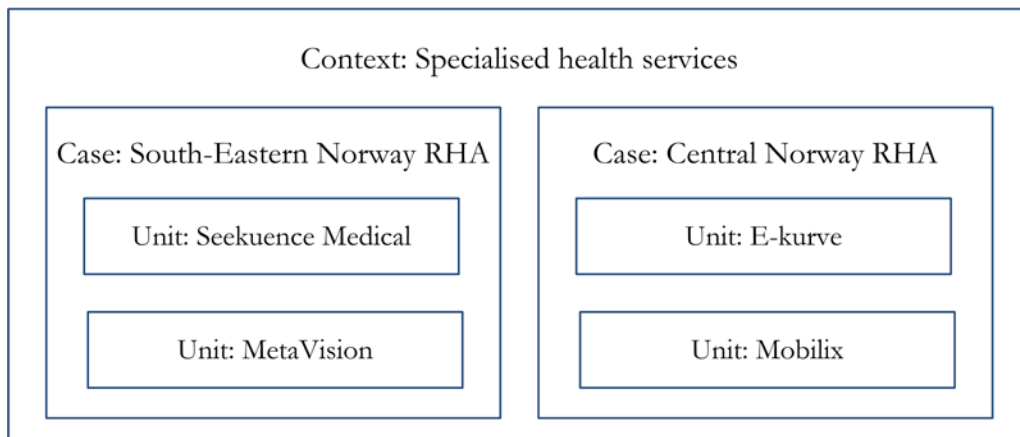 Context: Specialised health services
Case: South-Eastern Norway RHA
Unit: Seekuence Medical
Unit: MetaVision
Case: Central Norway RHA
Unit: E-kurve
Unit: Mobilix